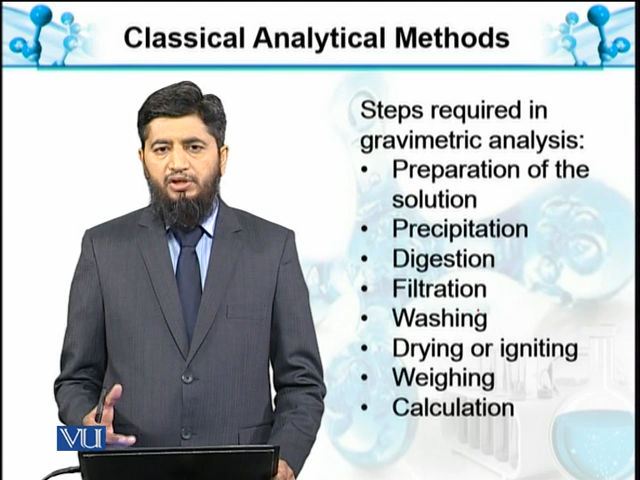 Classical Analytical Methods
Steps required in
gravimetric analysis:
• Preparation of the
solution
• Precipitation
• Digestion
• Filtration
• Washing
• Drying or igniting
• Weighing
• Calculation
VU